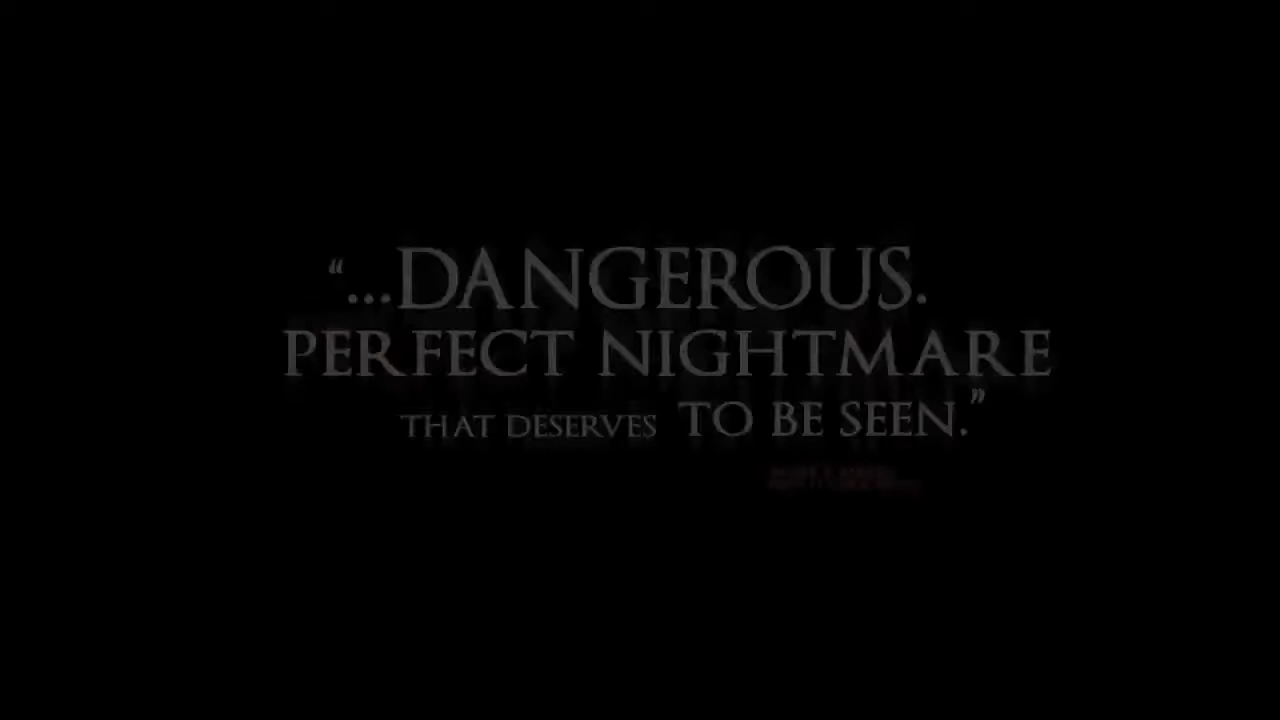 “...DANGEROUS.
PERFECT NIGHTMARE
THAT DESERVES TO BE SEEN.”